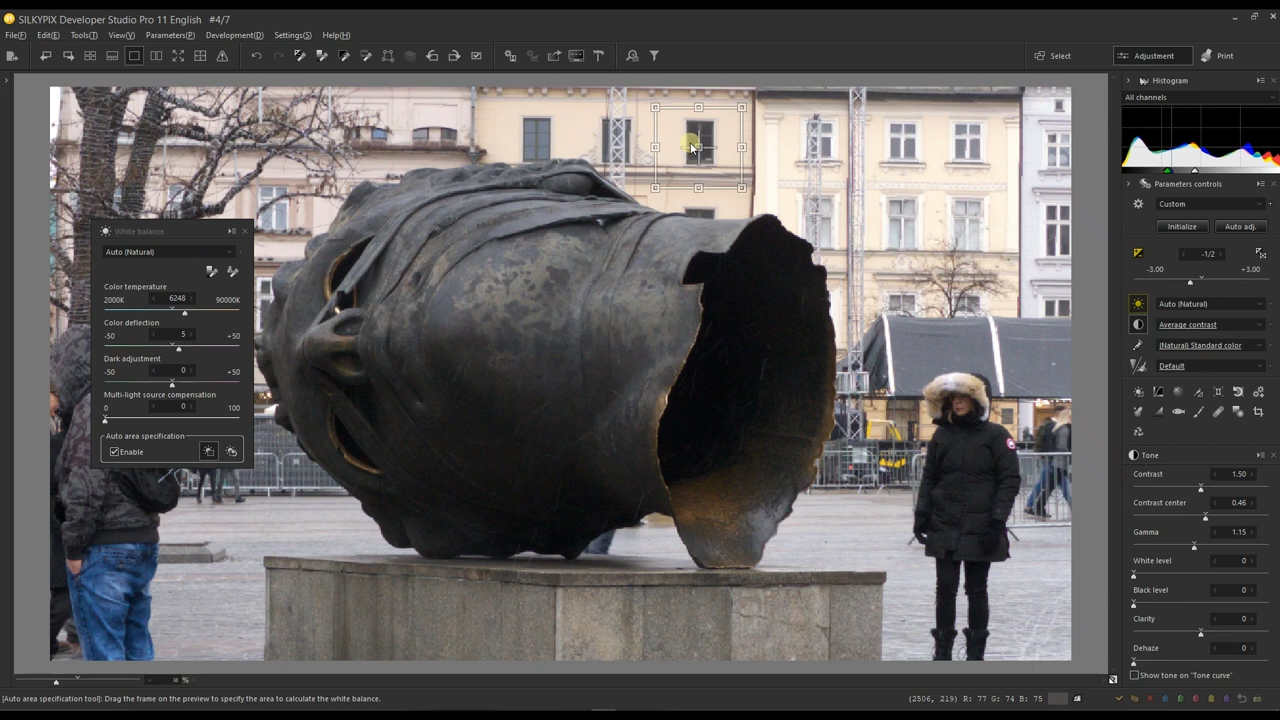 SILKYPIX Developer Studio Pro 11 English #4/7
File(F) Edit(E) Tools(T) View(V) Parameters(P) Development(D) Settings(S) Help(H)
Select Adjustment Print
Histogram
All channels
Parameters controls
Custom
Initialize Auto adj.
-1/2
-3.00 +3.00
Auto (Natural)
Average contrast
(Natural) Standard color
Default
Tone
Contrast 1.50
Contrast center 0.46
Gamma 1.15
White level 0
Black level 0
Clarity 0
Dehaze 0
Show tone on "Tone curve"
White balance
Auto (Natural)
Color temperature
2000K 6248 90000K
Color deflection
-50 5 +50
Dark adjustment
-50 0 +50
Multi-light source compensation
0 0 100
Auto area specification
Enable
38 %
[Auto area specification tool]: Drag the frame on the preview to specify the area to calculate the white balance.
(2506, 219) R: 77 G: 74 B: 75